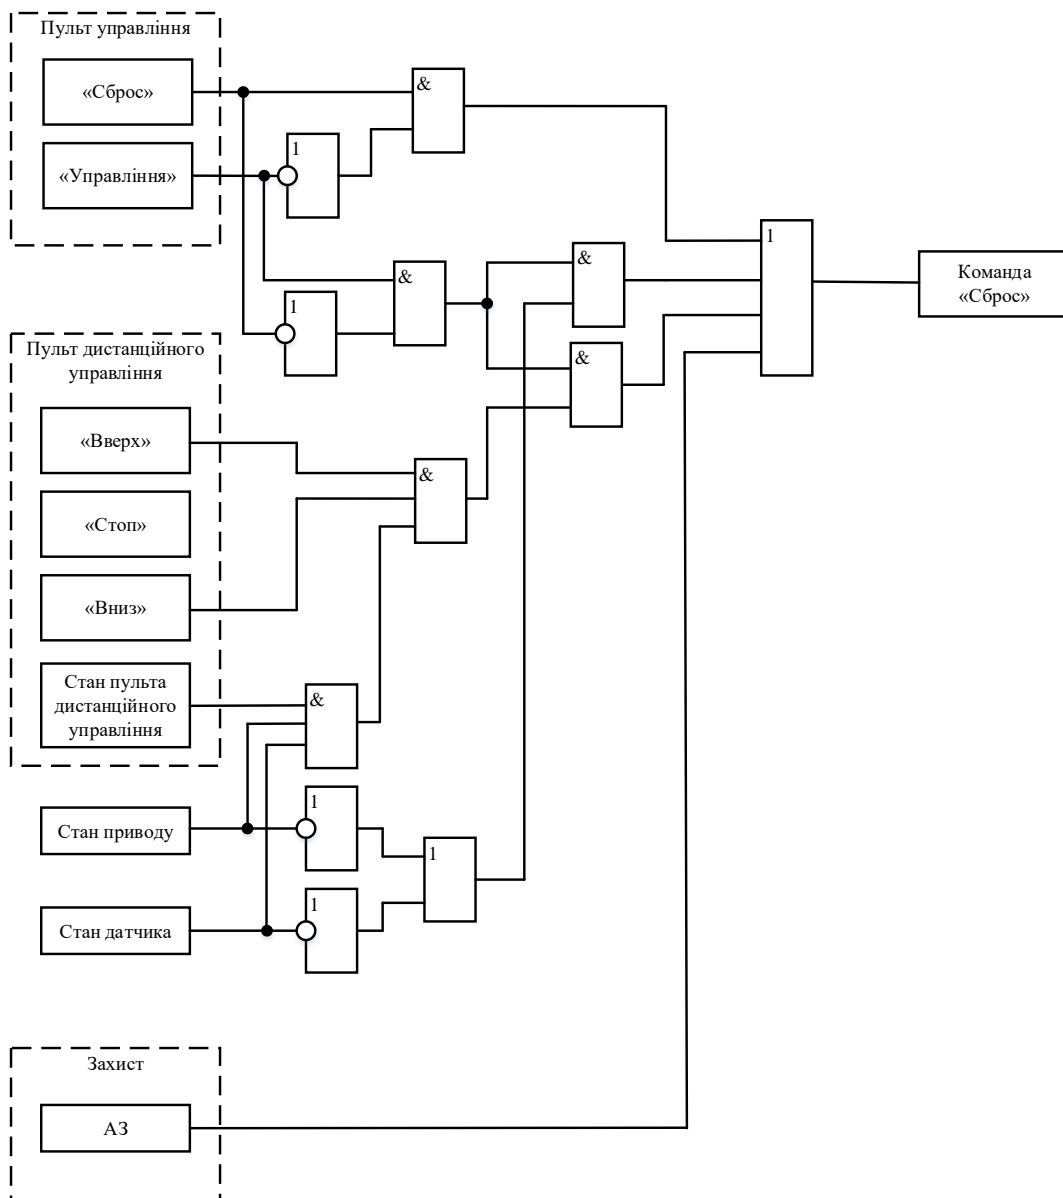 Пульт управління
«Сброс»
&
1
«Управління»
&
&
1
1
Команда
«Сброс»
Пульт дистанційного
управління
&
«Вверх»
&
«Стоп»
«Вниз»
Стан пульта
дистанційного
управління
&
1
Стан приводу
1
1
Стан датчика
Захист
АЗ